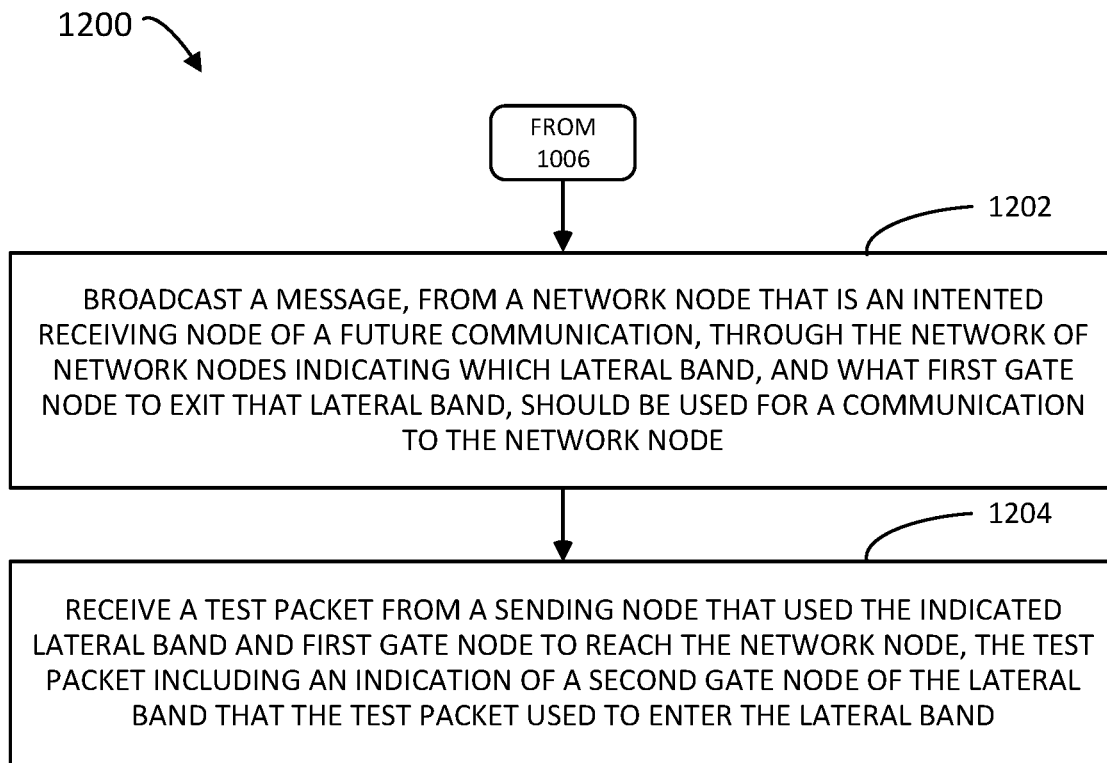 1200
FROM
1006
1202
BROADCAST A MESSAGE, FROM A NETWORK NODE THAT IS AN INTENTED
RECEIVING NODE OF A FUTURE COMMUNICATION, THROUGH THE NETWORK OF
NETWORK NODES INDICATING WHICH LATERAL BAND, AND WHAT FIRST GATE
NODE TO EXIT THAT LATERAL BAND, SHOULD BE USED FOR A COMMUNICATION
TO THE NETWORK NODE
1204
RECEIVE A TEST PACKET FROM A SENDING NODE THAT USED THE INDICATED
LATERAL BAND AND FIRST GATE NODE TO REACH THE NETWORK NODE, THE TEST
PACKET INCLUDING AN INDICATION OF A SECOND GATE NODE OF THE LATERAL
BAND THAT THE TEST PACKET USED TO ENTER THE LATERAL BAND